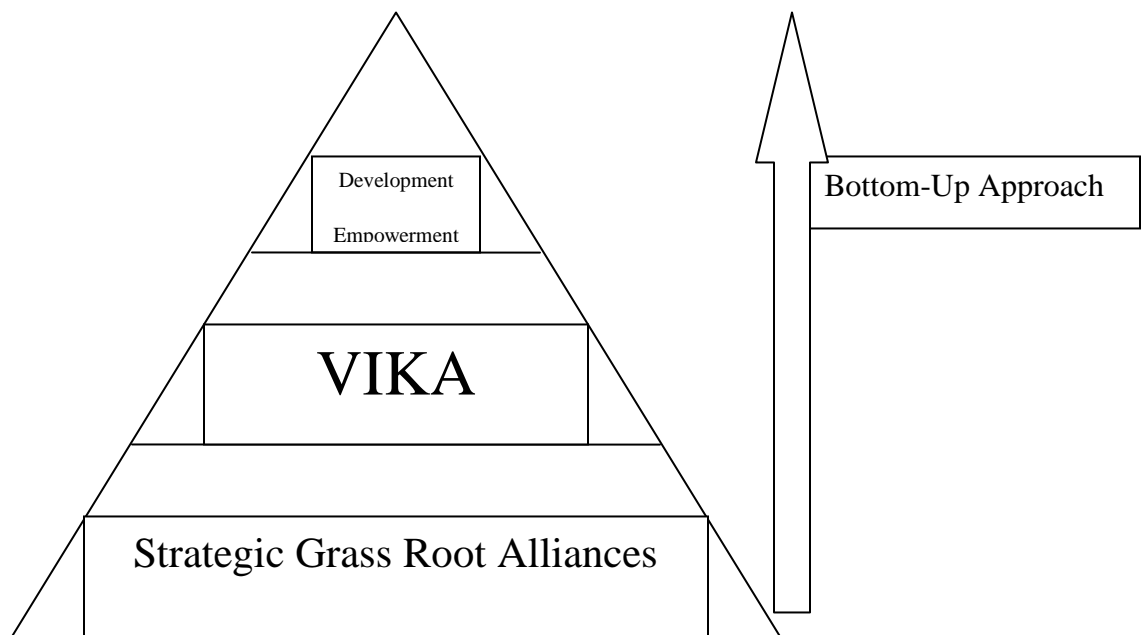 Development
Empowerment
Bottom-Up Approach
VIKA
Strategic Grass Root Alliances